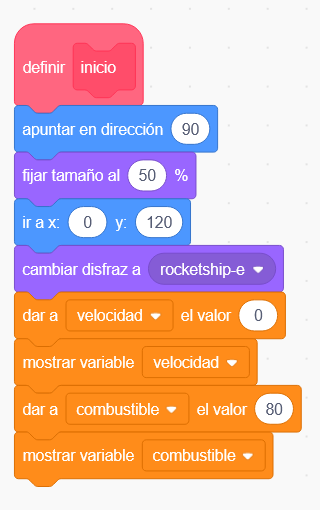 definir inicio
apuntar en dirección 90
fijar tamaño al 50 %
ir a x: 0 y: 120
cambiar disfraz a rocketship-e
dar a velocidad el valor 0
mostrar variable velocidad
dar a combustible el valor 80
mostrar variable combustible